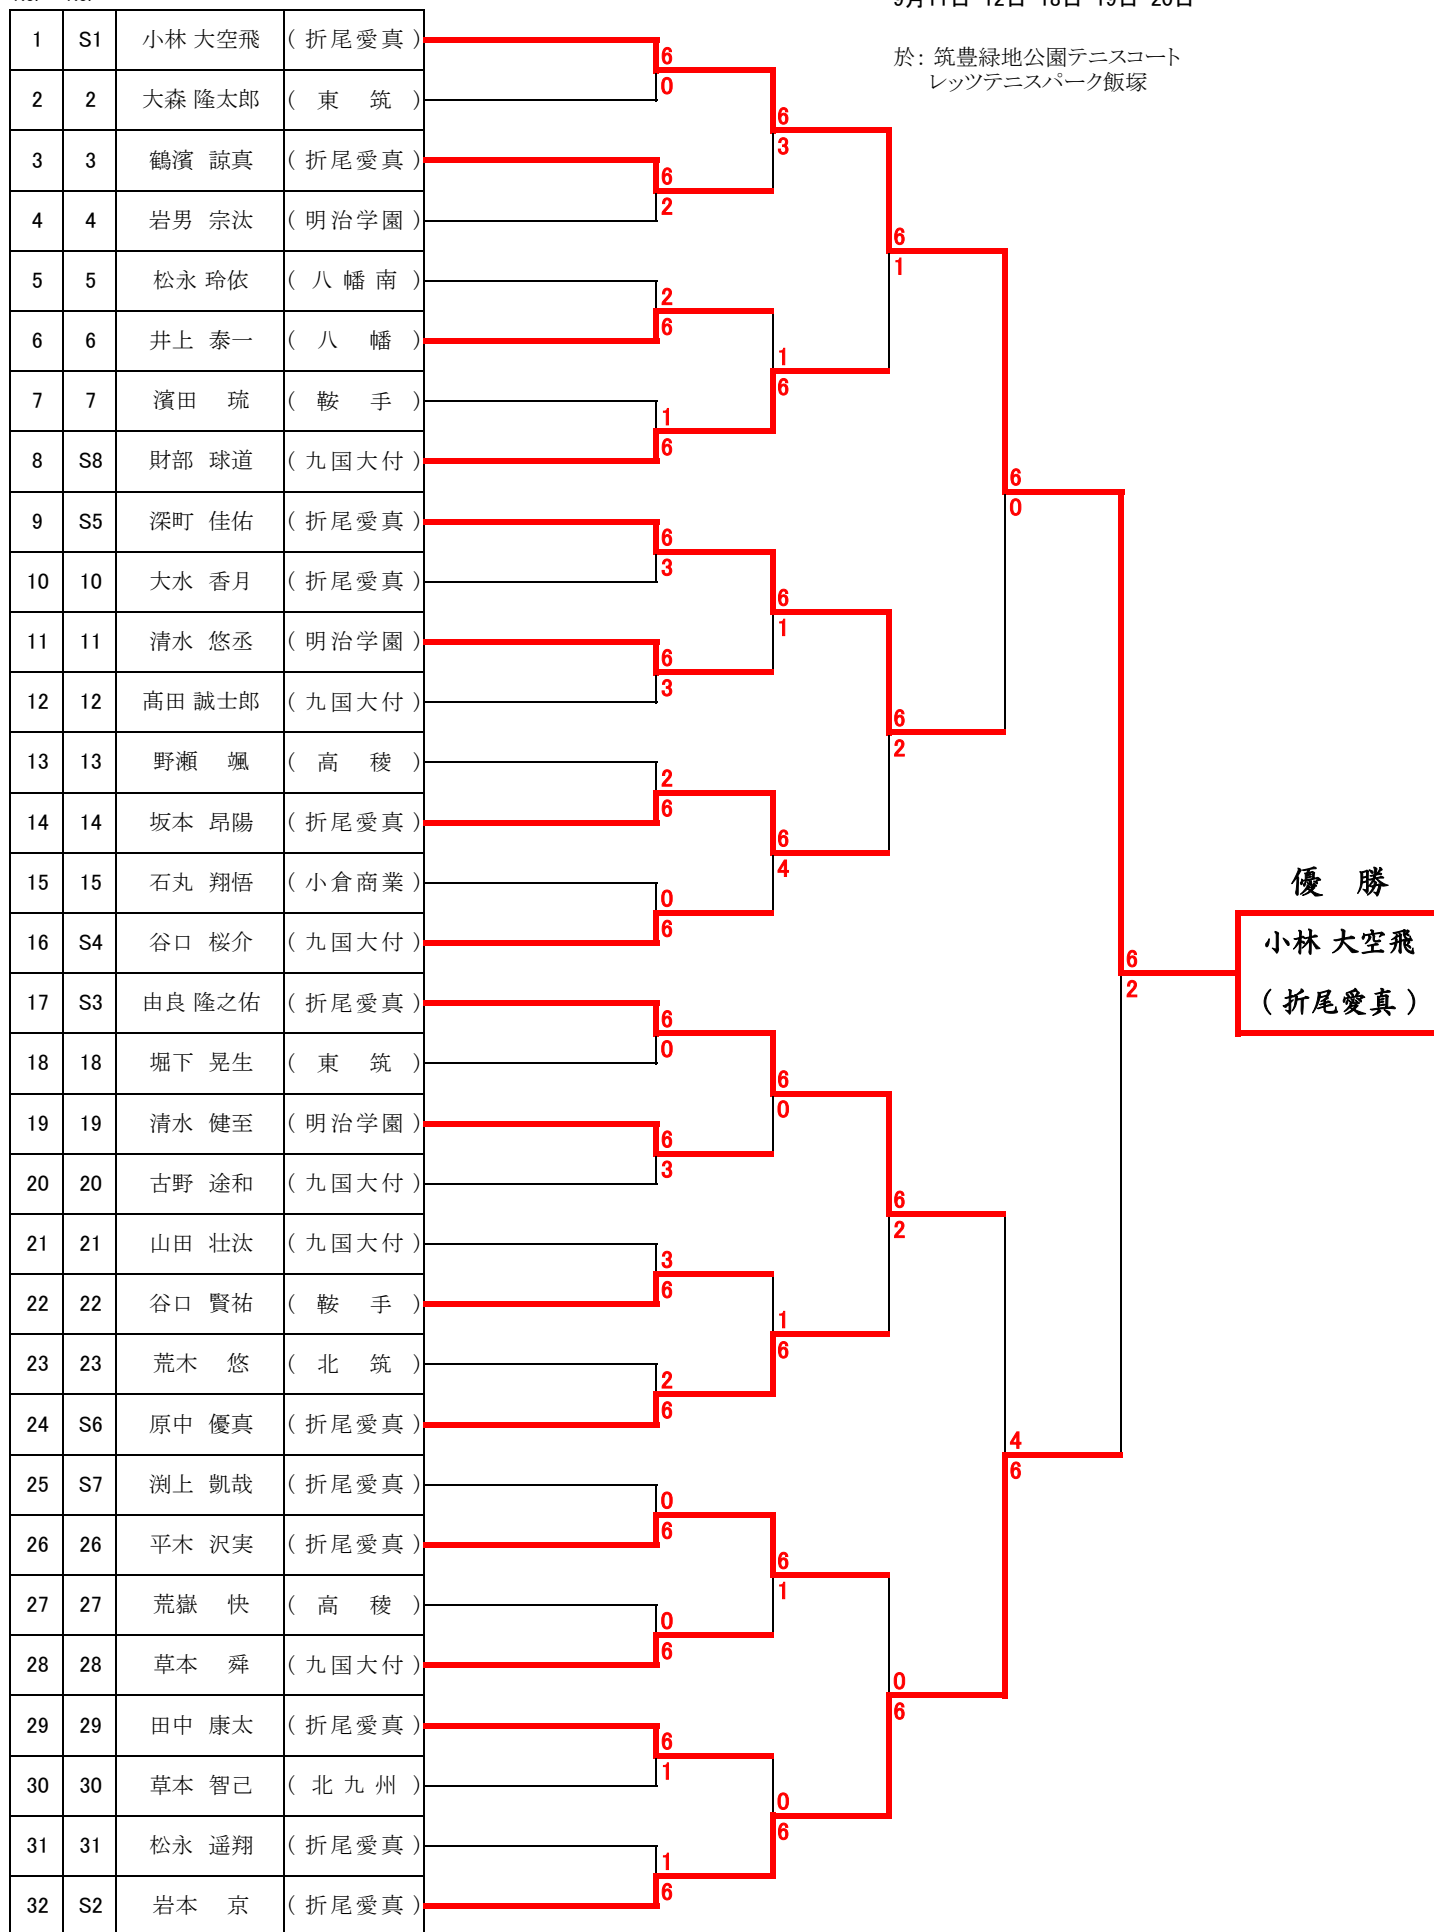 9月11日 12日 18日 19日 26日
於：筑豊緑地公園テニスコート
レッツテニスパーク飯塚
1 S1 小林 大空飛 (折尾愛真)
2 2 大森 隆太郎 (東 筑)
3 3 鶴濱 諒真 (折尾愛真)
4 4 岩男 宗汰 (明治学園)
5 5 松永 玲依 (八幡南)
6 6 井上 泰一 (八 幡)
7 7 濱田 琉 (鞍 手)
8 S8 財部 球道 (九国大付)
9 S5 深町 佳佑 (折尾愛真)
10 10 大水 香月 (折尾愛真)
11 11 清水 悠丞 (明治学園)
12 12 髙田 誠士郎 (九国大付)
13 13 野瀬 颯 (高 稜)
14 14 坂本 昂陽 (折尾愛真)
15 15 石丸 翔悟 (小倉商業)
16 S4 谷口 桜介 (九国大付)
17 S3 由良 隆之佑 (折尾愛真)
18 18 堀下 晃生 (東 筑)
19 19 清水 健至 (明治学園)
20 20 古野 途和 (九国大付)
21 21 山田 壮汰 (九国大付)
22 22 谷口 賢祐 (鞍 手)
23 23 荒木 悠 (北 筑)
24 S6 原中 優真 (折尾愛真)
25 S7 渕上 凱哉 (折尾愛真)
26 26 平木 沢実 (折尾愛真)
27 27 荒嶽 快 (高 稜)
28 28 草本 舜 (九国大付)
29 29 田中 康太 (折尾愛真)
30 30 草本 智己 (北九州)
31 31 松永 遥翔 (折尾愛真)
32 S2 岩本 京 (折尾愛真)
6
0
6
2
2
6
1
6
6
3
6
3
2
6
0
6
6
0
6
3
3
6
2
6
0
6
0
6
6
1
1
6
6
3
1
6
6
1
6
4
6
0
1
6
6
1
0
6
6
1
6
2
6
2
0
6
6
0
4
6
6
2
優 勝
小林 大空飛
(折尾愛真)